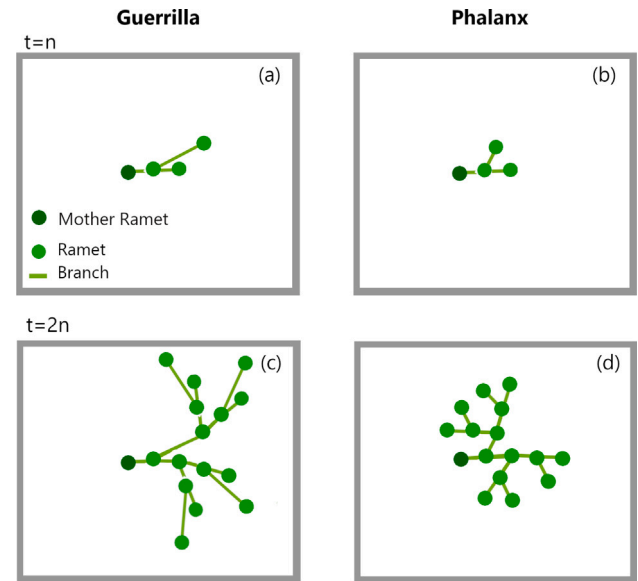 Guerrilla
Phalanx
t=n
(a)
(b)
Mother Ramet
Ramet
Branch
t=2n
(c)
(d)